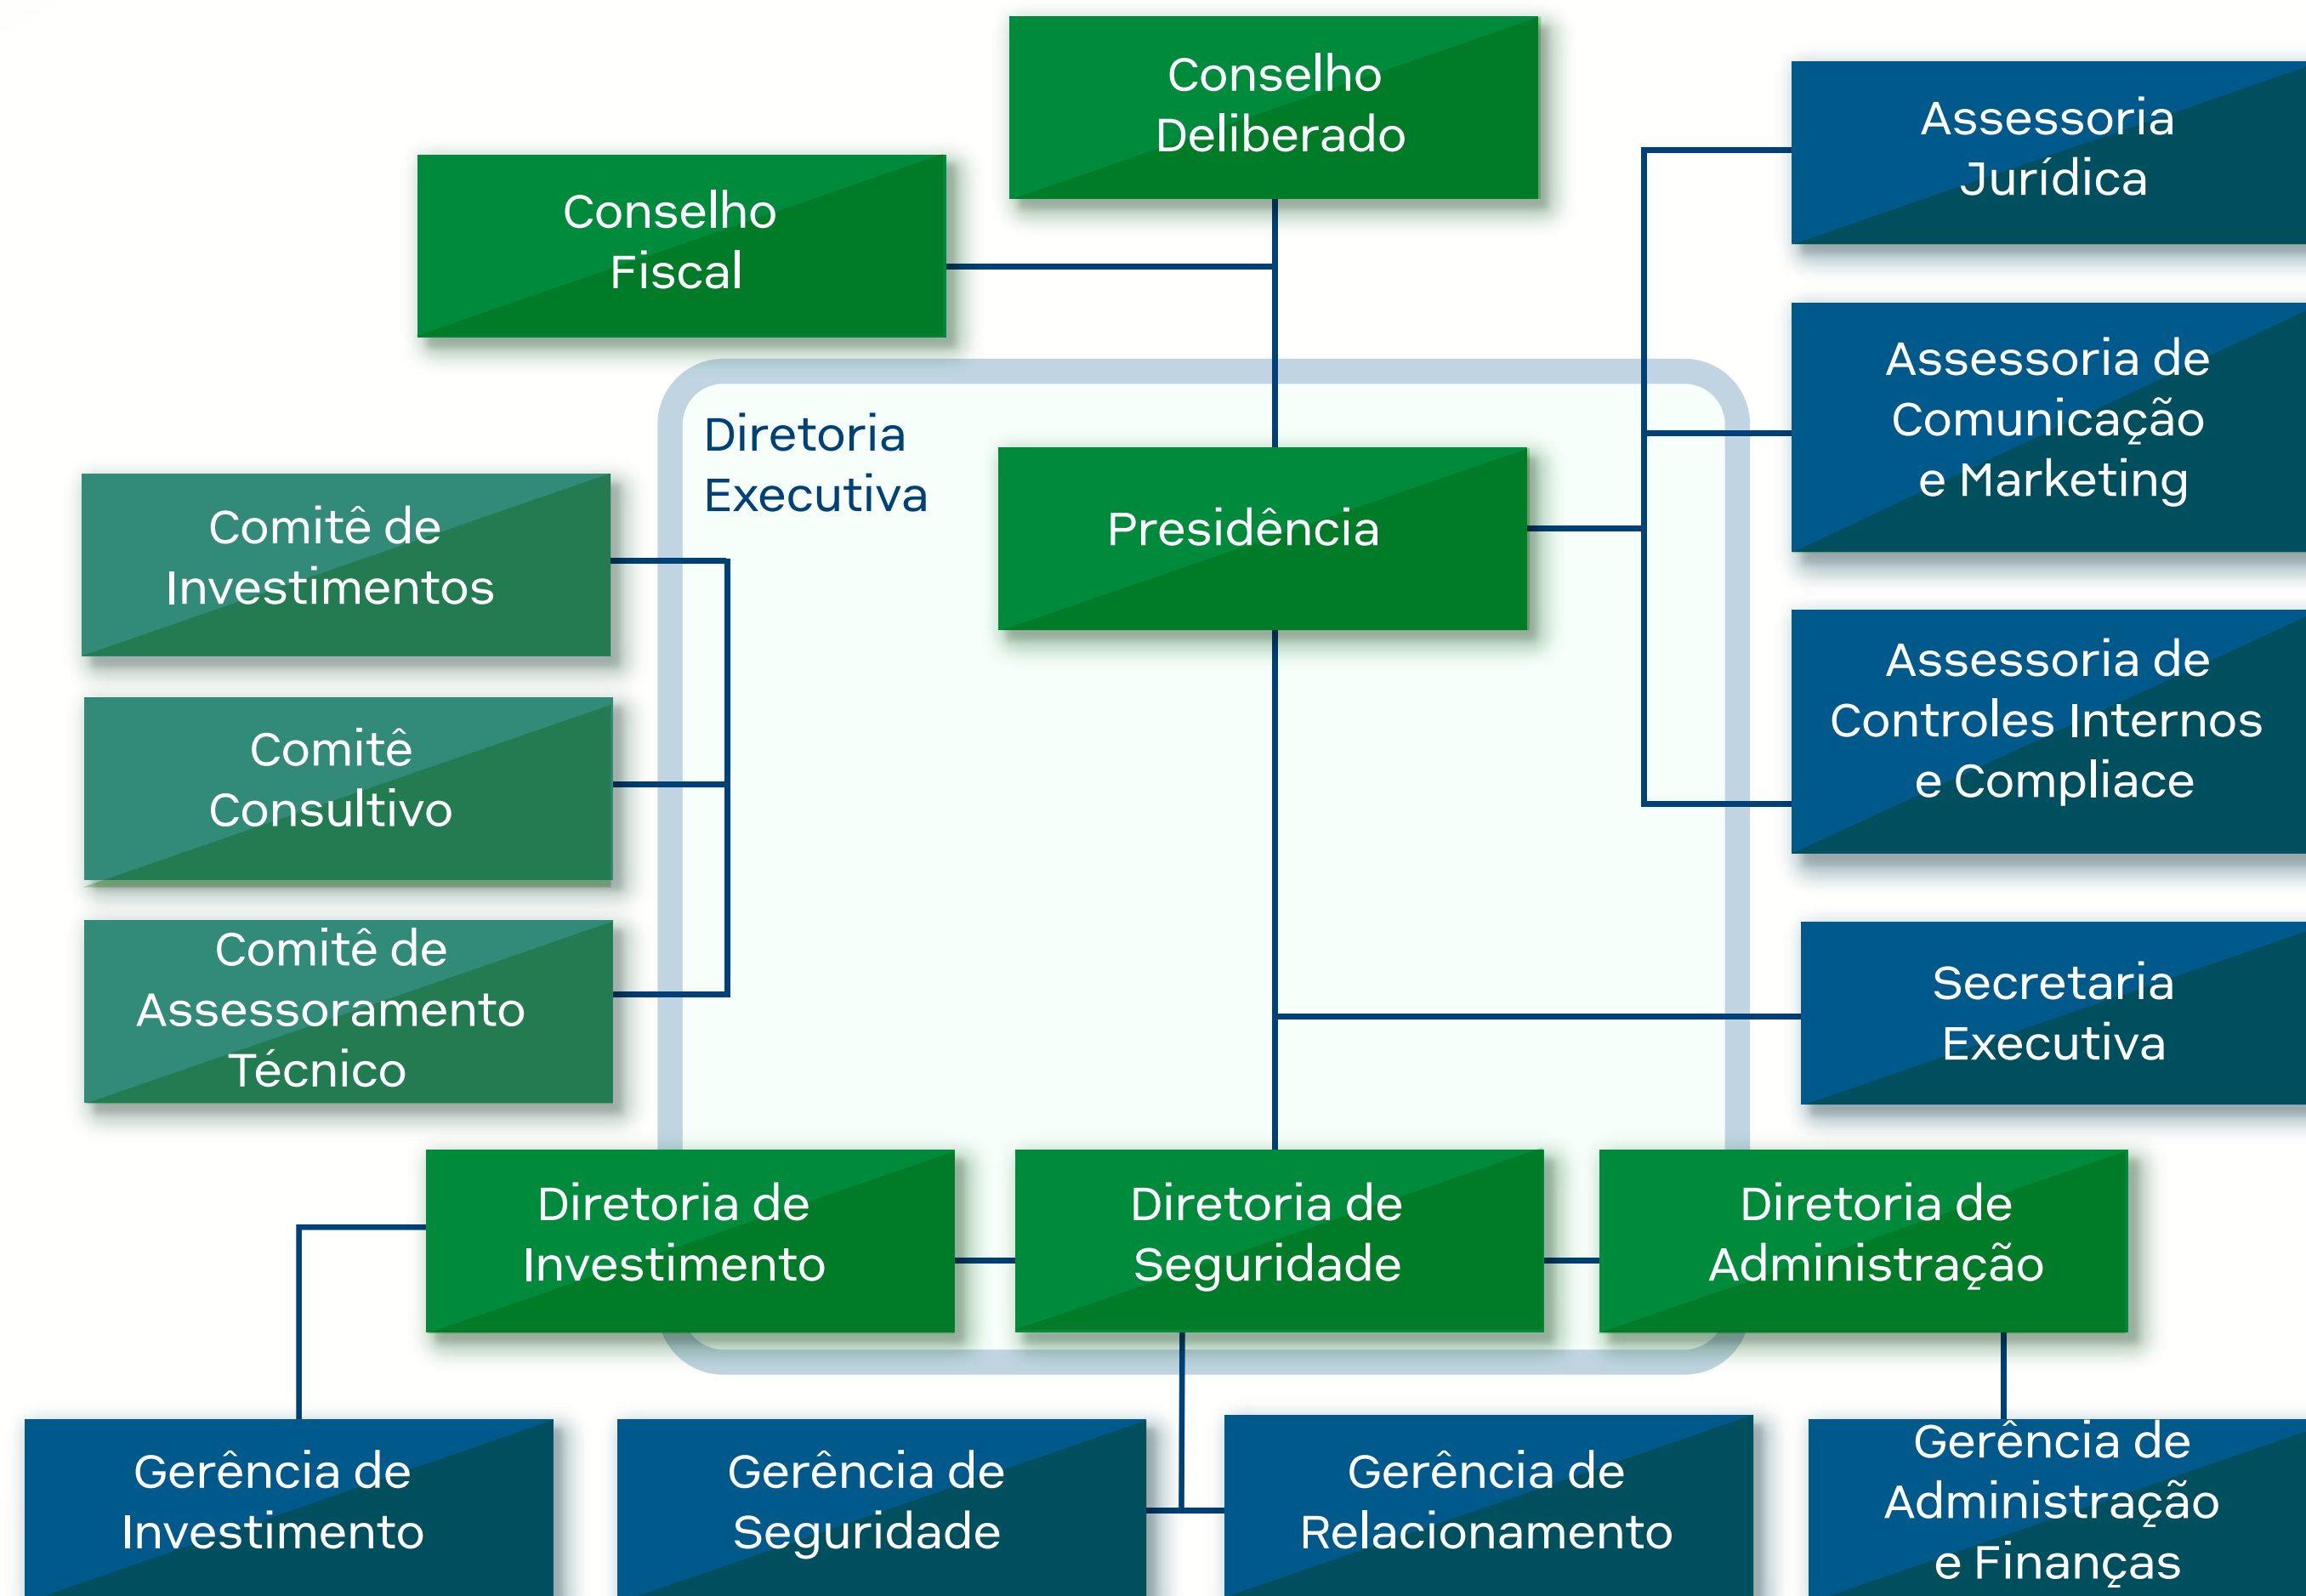 Conselho
Deliberado
Conselho
Fiscal
Assessoria
Jurídica
Assessoria de
Comunicação
e Marketing
Diretoria
Executiva
Presidência
Comitê de
Investimentos
Assessoria de
Controles Internos
e Compliace
Comitê
Consultivo
Comitê de
Assessoramento
Técnico
Secretaria
Executiva
Diretoria de
Investimento
Diretoria de
Seguridade
Diretoria de
Administração
Gerência de
Investimento
Gerência de
Seguridade
Gerência de
Relacionamento
Gerência de
Administração
e Finanças